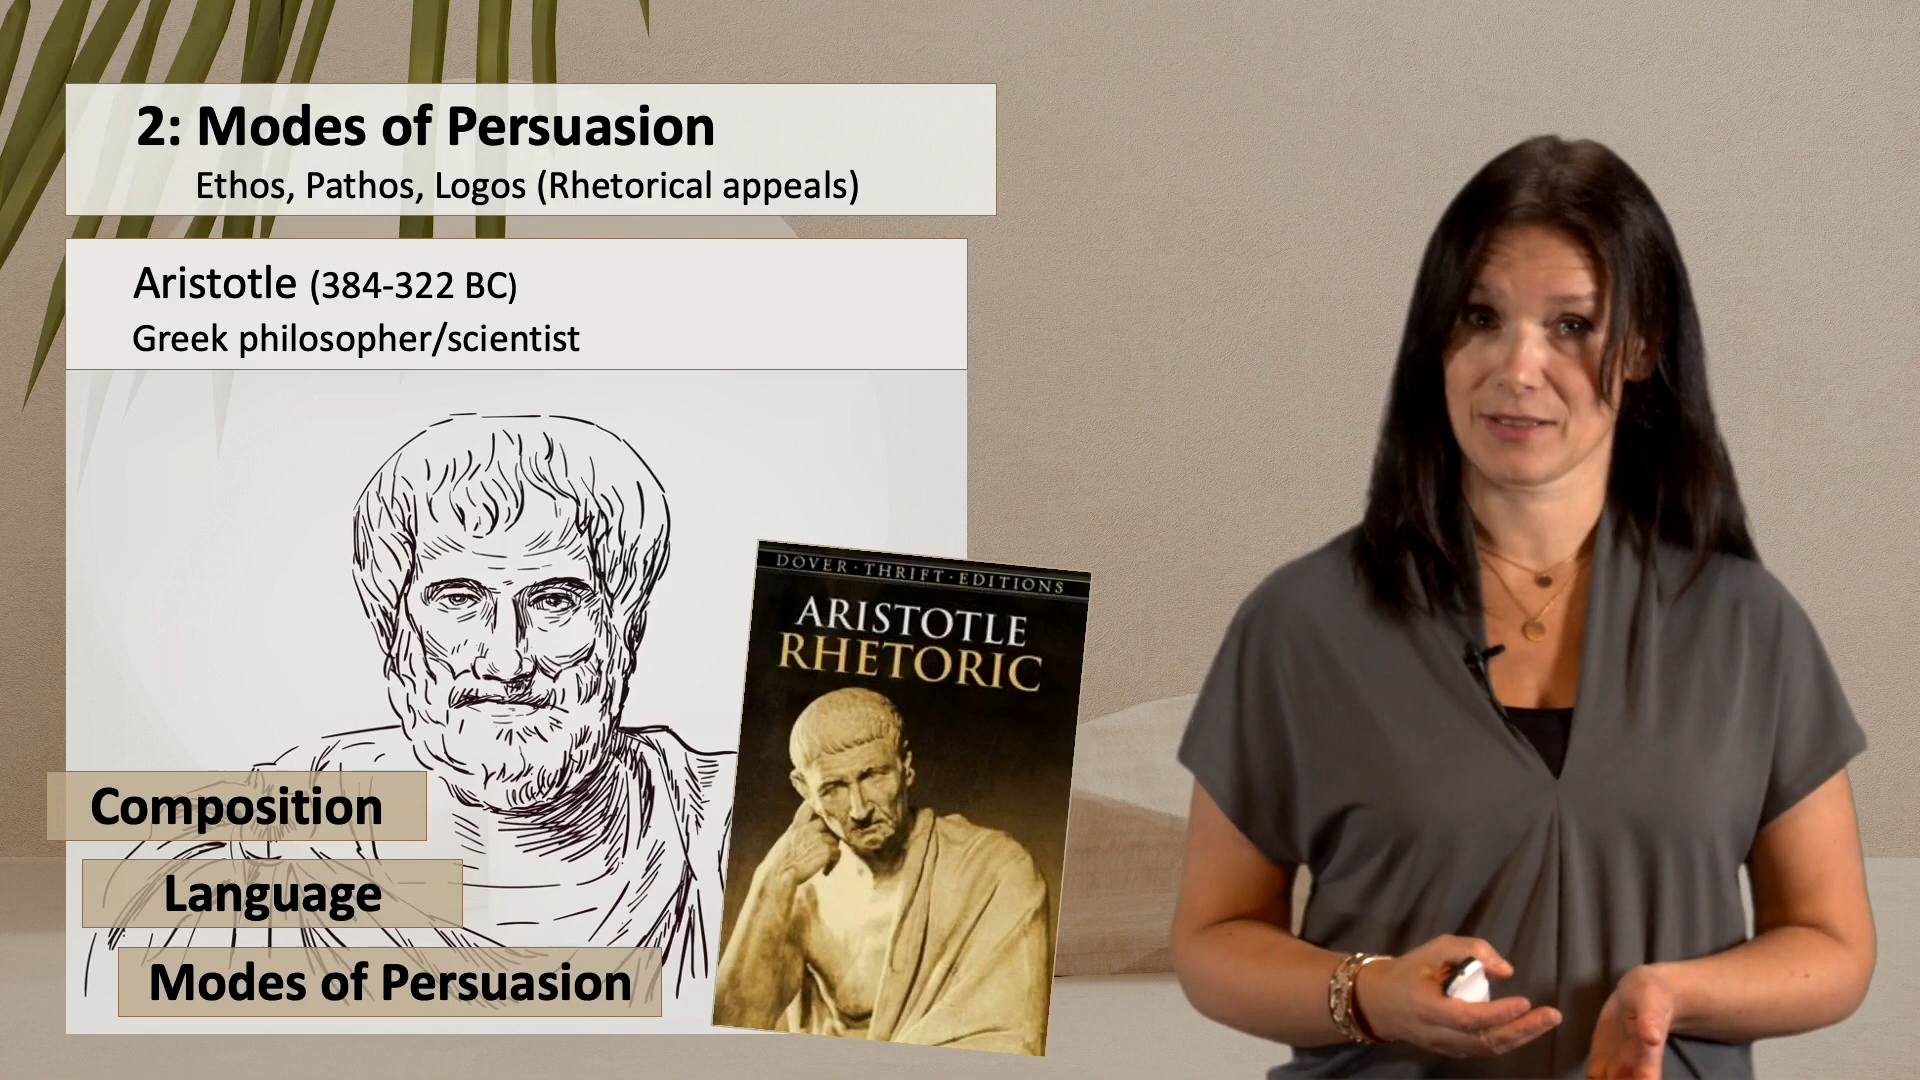 2: Modes of Persuasion
Ethos, Pathos, Logos (Rhetorical appeals)
Aristotle (384-322 BC)
Greek philosopher/scientist
DOVER · THRIFT · EDITIONS
ARISTOTLE
RHETORIC
Composition
Language
Modes of Persuasion